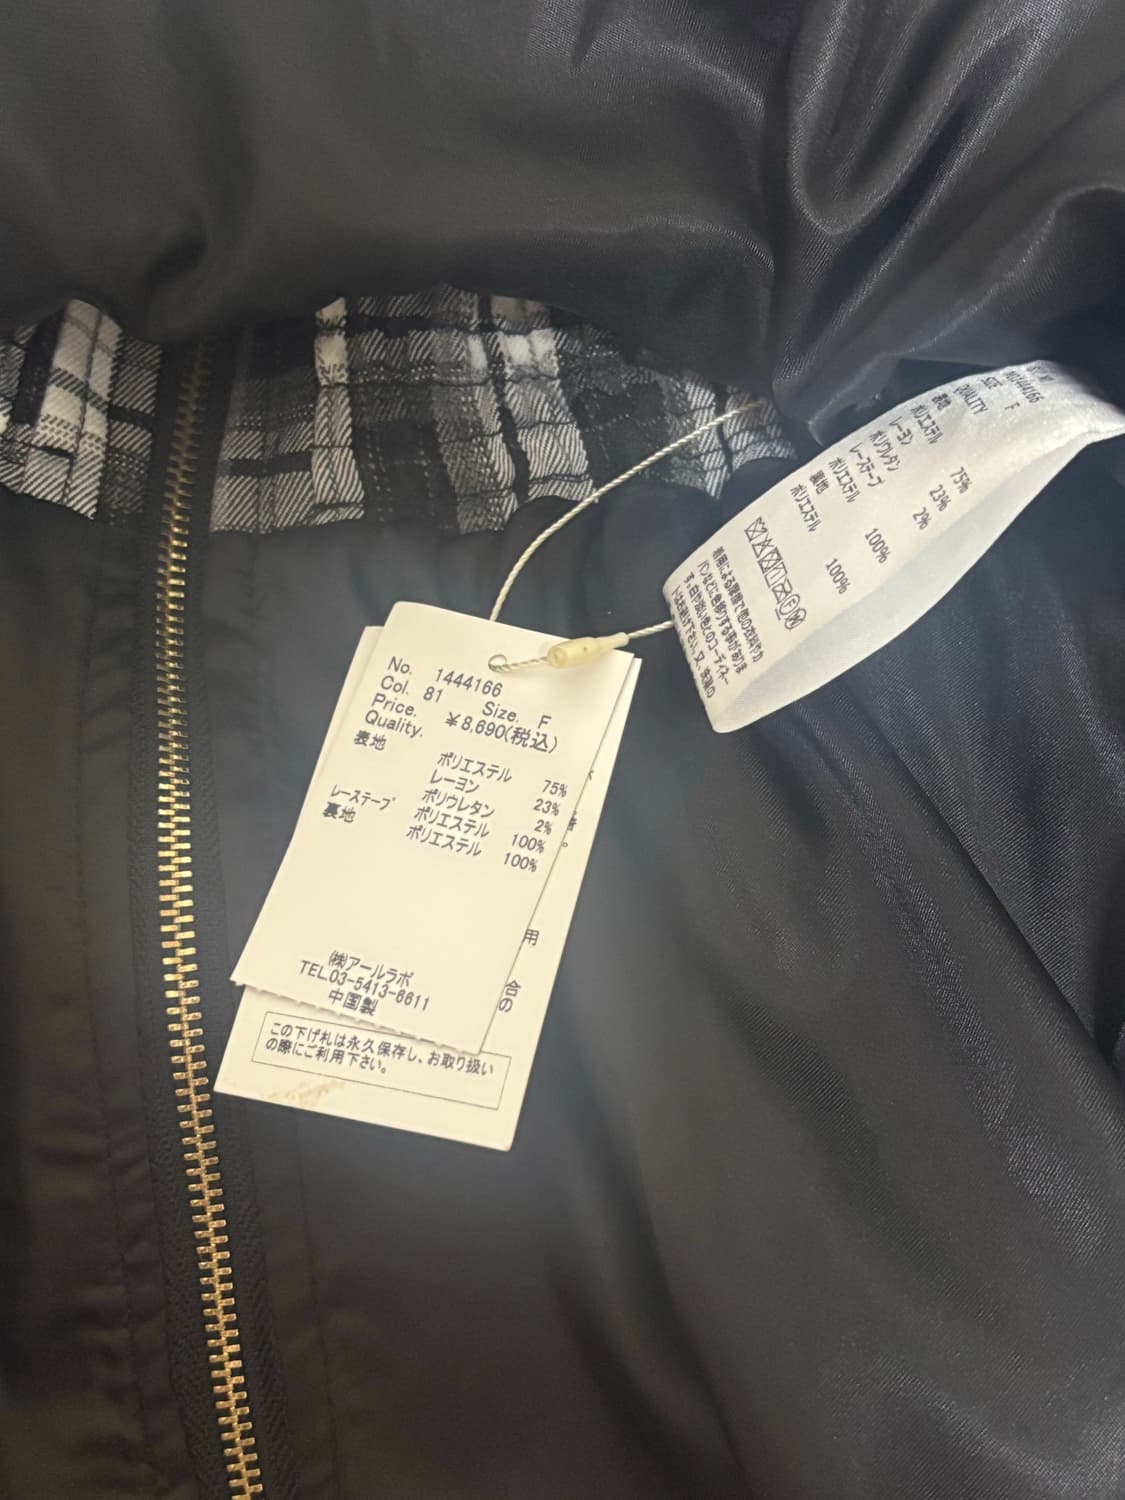 No. 1444166
Col. 81 Size. F
Price. ¥8,690(税込)
Quality.
表地 ポリエステル 75%
レーヨン 23%
ポリウレタン 2%
レーステープ ポリエステル 100%
裏地 ポリエステル 100%
(株)アールラボ
TEL.03-5413-6611
中国製
用
合
の
この下げ札は永久保存し、お取り扱い
の際にご利用下さい。
SIZE F
QUALITY
表地
ポリエステル 75%
レーヨン 23%
ポリウレタン 2%
レーステープ
ポリエステル 100%
裏地
ポリエステル 100%